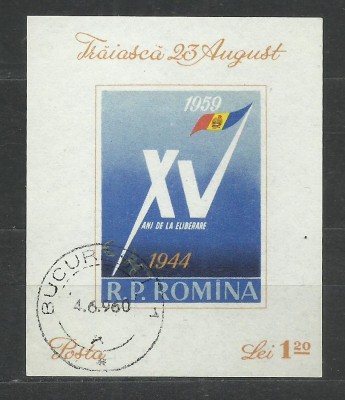 Trăiască 23 August
1959
XV
ANI DE LA ELIBERARE
1944
R.P. ROMINA
BUCUREȘTI 1
4.6.960
Posta
Lei 1.20